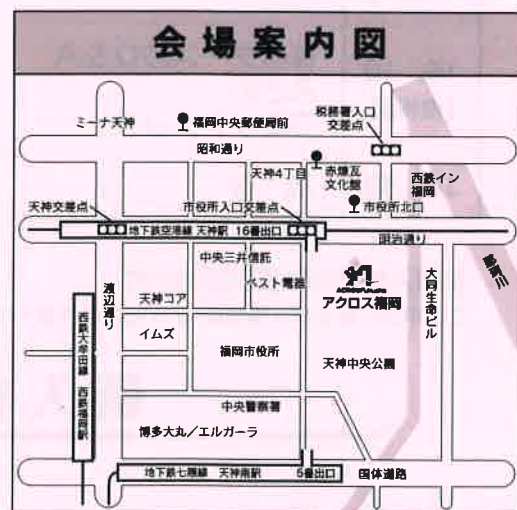 会場案内図
ミーナ天神
福岡中央郵便局前
税務署入口
交差点
昭和通り
天神4丁目
赤煉瓦
文化館
西鉄イン
福岡
天神交差点
市役所入口交差点
市役所北口
地下鉄空港線 天神駅 16番出口
明治通り
那珂川
中央三井信託
ベスト電器
渡辺通り
天神コア
アクロス福岡
大同生命ビル
西鉄大牟田線 西鉄福岡駅
イムズ
福岡市役所
天神中央公園
中央警察署
博多大丸/エルガーラ
地下鉄七隈線 天神南駅
5番出口
国体道路